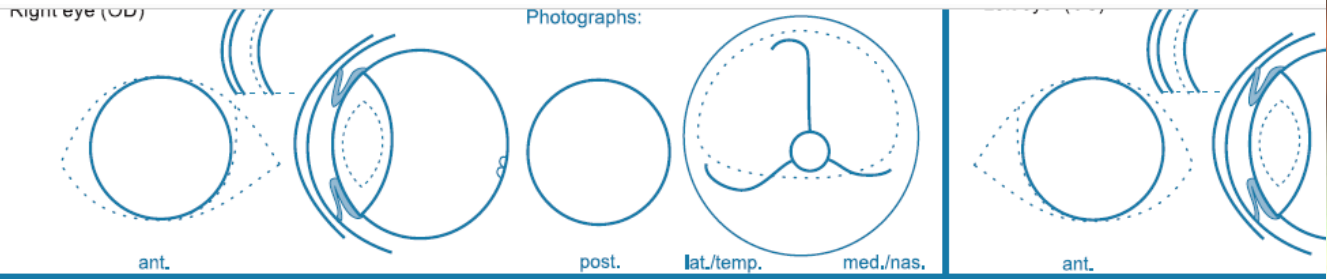 Right eye (OD)
Photographs:
ant.
post.
lat./temp.
med./nas.
ant.